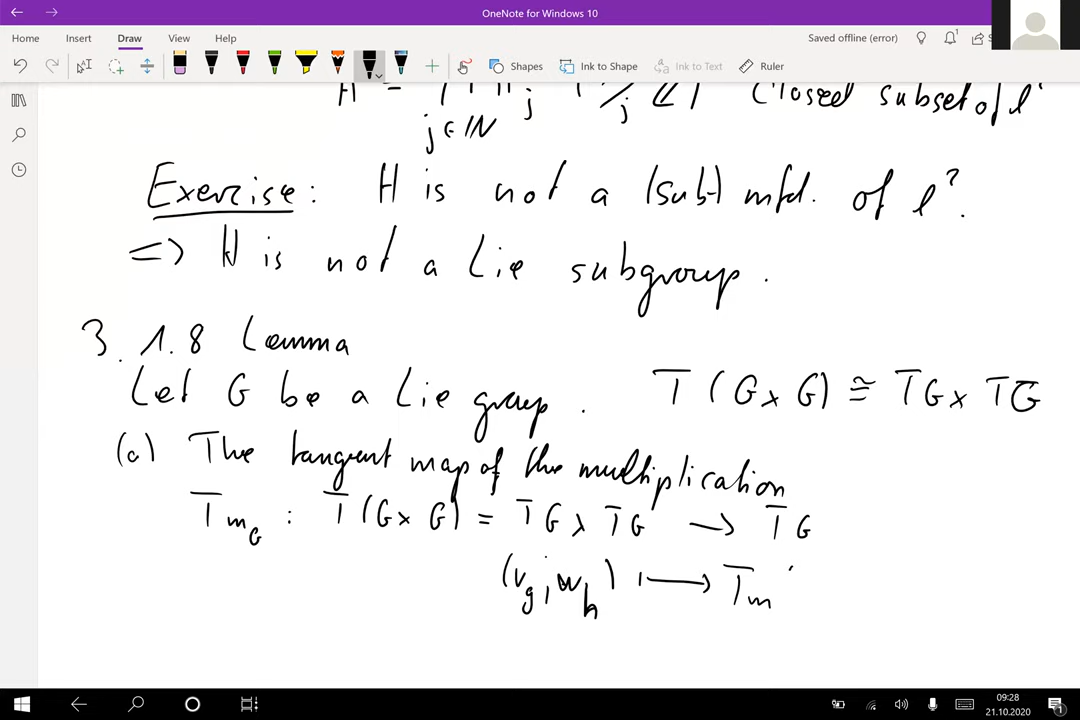 OneNote for Windows 10
Home Insert Draw View Help
Saved offline (error)
Shapes Ink to Shape Ink to Text Ruler
closed subset of
j ∈ ℕ
Exercise: H is not a (sub-) mfd. of ℓ².
=> H is not a Lie subgroup.
3.1.8 Lemma
Let G be a Lie group. T(G×G) ≅ TG × TG
(a) The tangent map of the multiplication
Tm_G : T(G×G) = TG × TG → TG
(v_g, w_h) ↦ Tm
09:28
21.10.2020